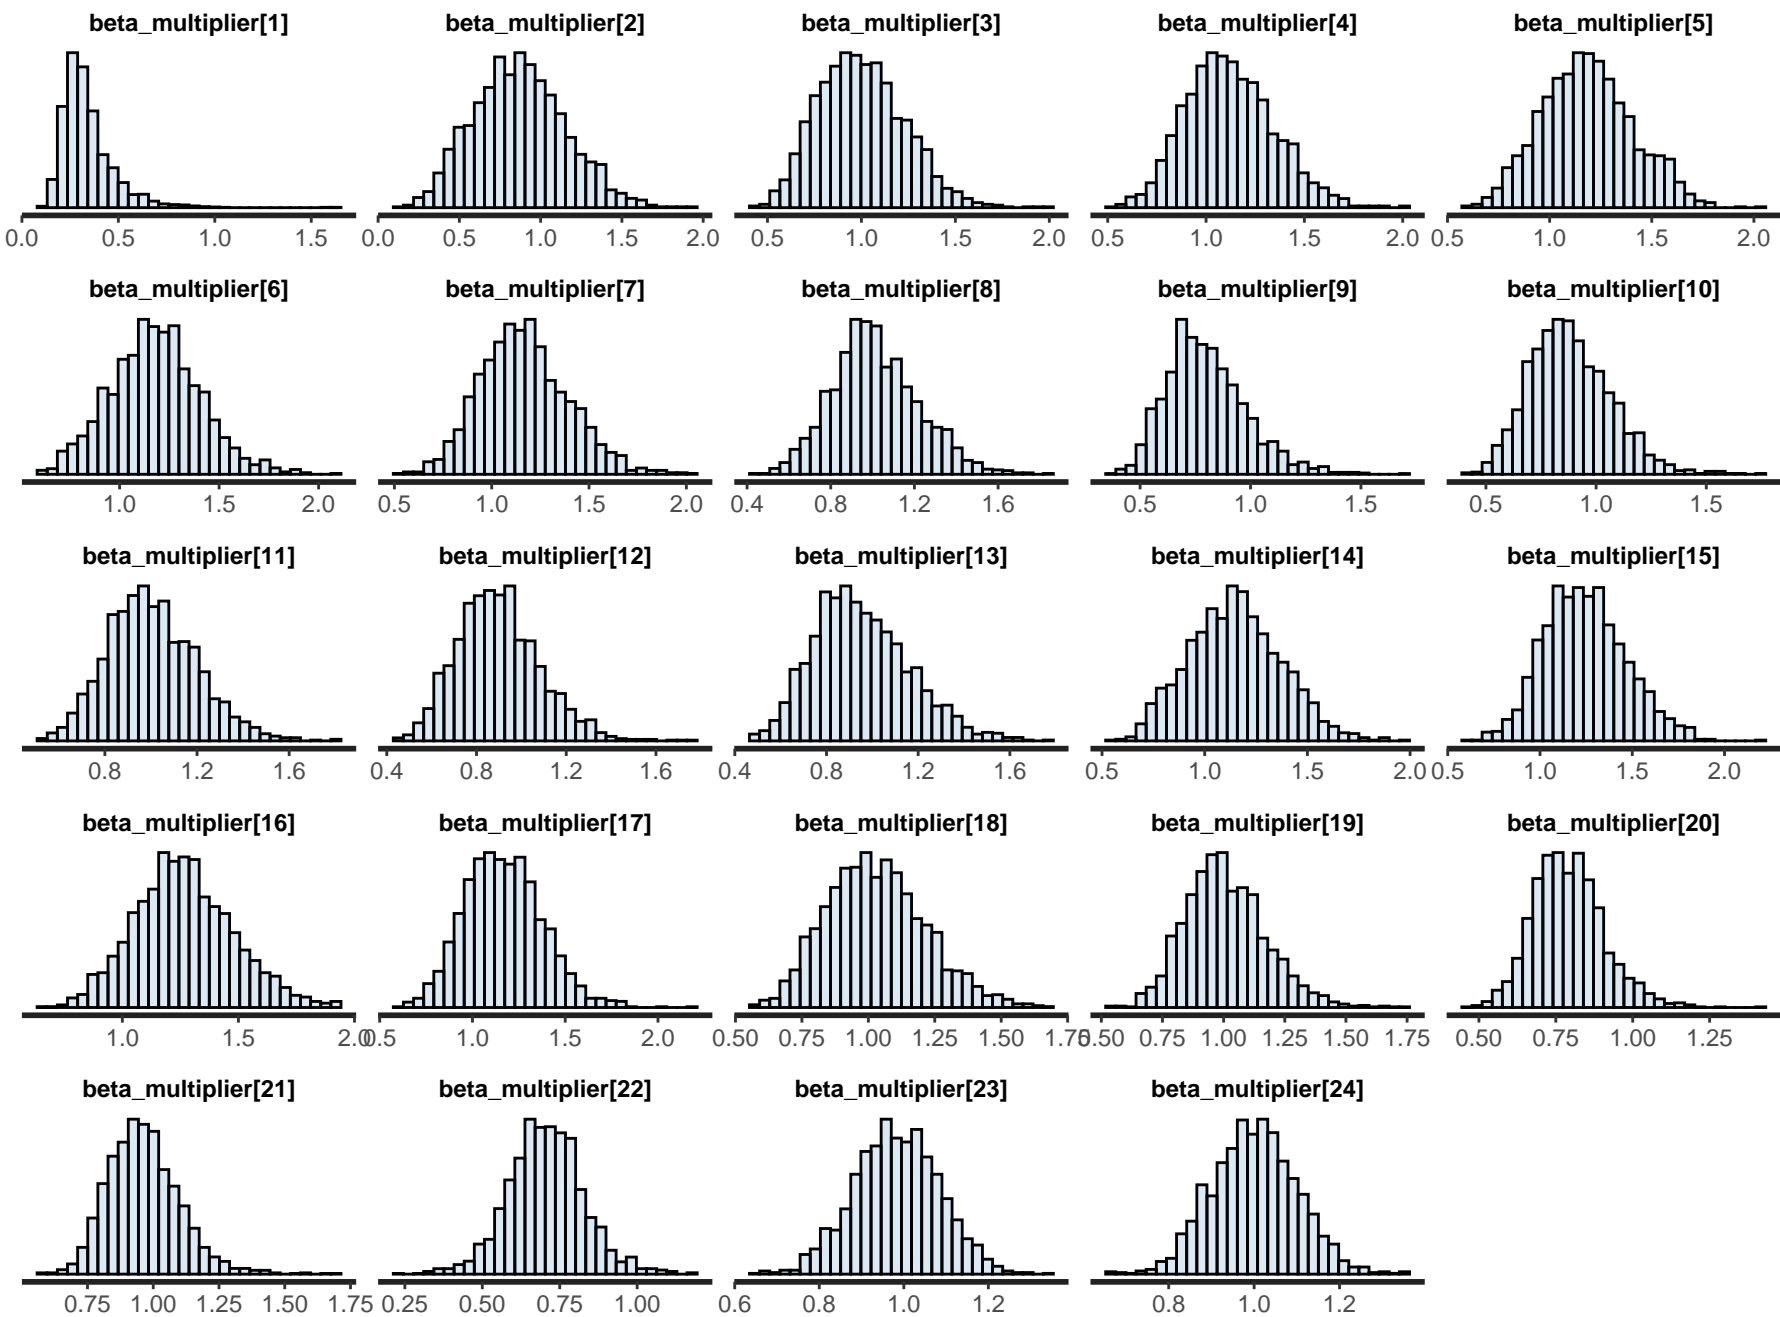 beta_multiplier[1] beta_multiplier[2] beta_multiplier[3] beta_multiplier[4] beta_multiplier[5]
0.0 0.5 1.0 1.5 0.0 0.5 1.0 1.5 2.0 0.5 1.0 1.5 2.0 0.5 1.0 1.5 2.0 0.5 1.0 1.5 2.0
beta_multiplier[6] beta_multiplier[7] beta_multiplier[8] beta_multiplier[9] beta_multiplier[10]
1.0 1.5 2.0 0.5 1.0 1.5 2.0 0.4 0.8 1.2 1.6 0.5 1.0 1.5 0.5 1.0 1.5
beta_multiplier[11] beta_multiplier[12] beta_multiplier[13] beta_multiplier[14] beta_multiplier[15]
0.8 1.2 1.6 0.4 0.8 1.2 1.6 0.4 0.8 1.2 1.6 0.5 1.0 1.5 2.0 0.5 1.0 1.5 2.0
beta_multiplier[16] beta_multiplier[17] beta_multiplier[18] beta_multiplier[19] beta_multiplier[20]
1.0 1.5 2.0 0.5 1.0 1.5 2.0 0.50 0.75 1.00 1.25 1.50 1.75 0.50 0.75 1.00 1.25 1.50 1.75 0.50 0.75 1.00 1.25
beta_multiplier[21] beta_multiplier[22] beta_multiplier[23] beta_multiplier[24]
0.75 1.00 1.25 1.50 1.75 0.25 0.50 0.75 1.00 0.6 0.8 1.0 1.2 0.8 1.0 1.2